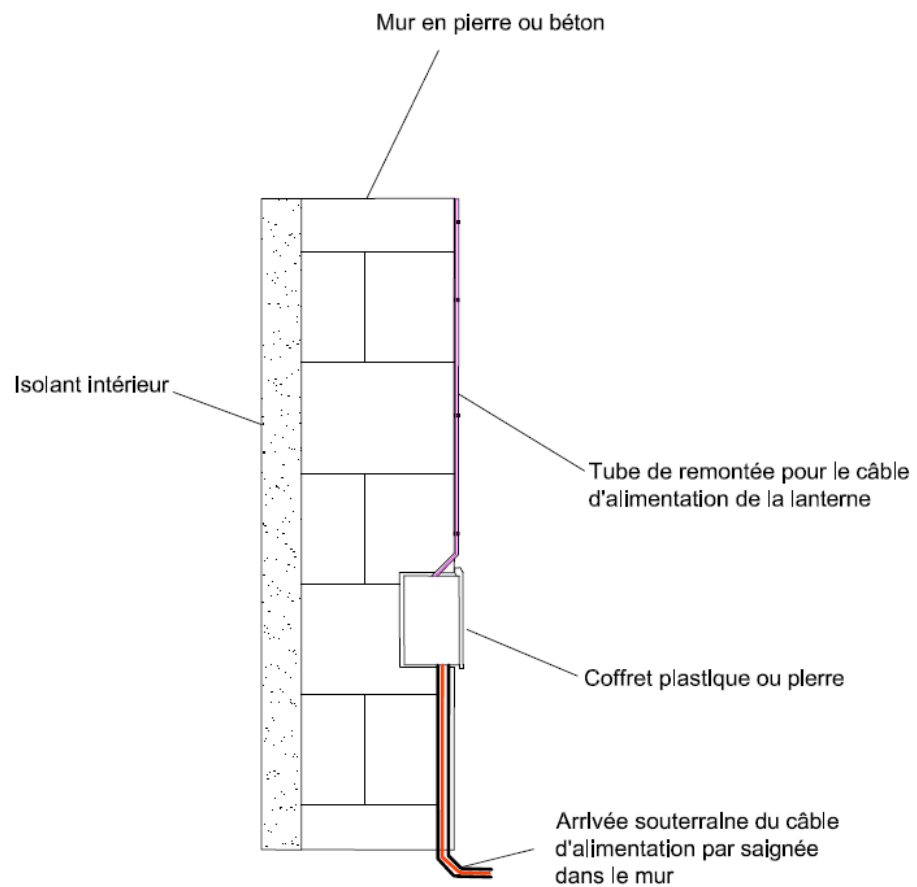 Mur en pierre ou béton
Isolant intérieur
Tube de remontée pour le câble
d'alimentation de la lanterne
Coffret plastique ou pierre
Arrivée souterraine du câble
d'alimentation par saignée
dans le mur